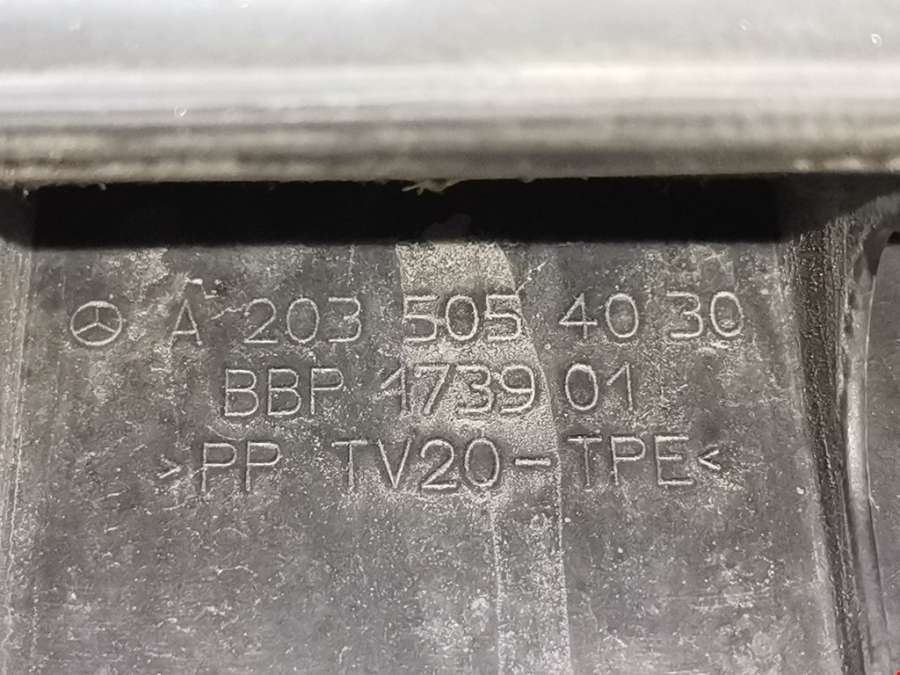 A 203 505 40 30
BBP 1739 01
>PP TV20-TPE<